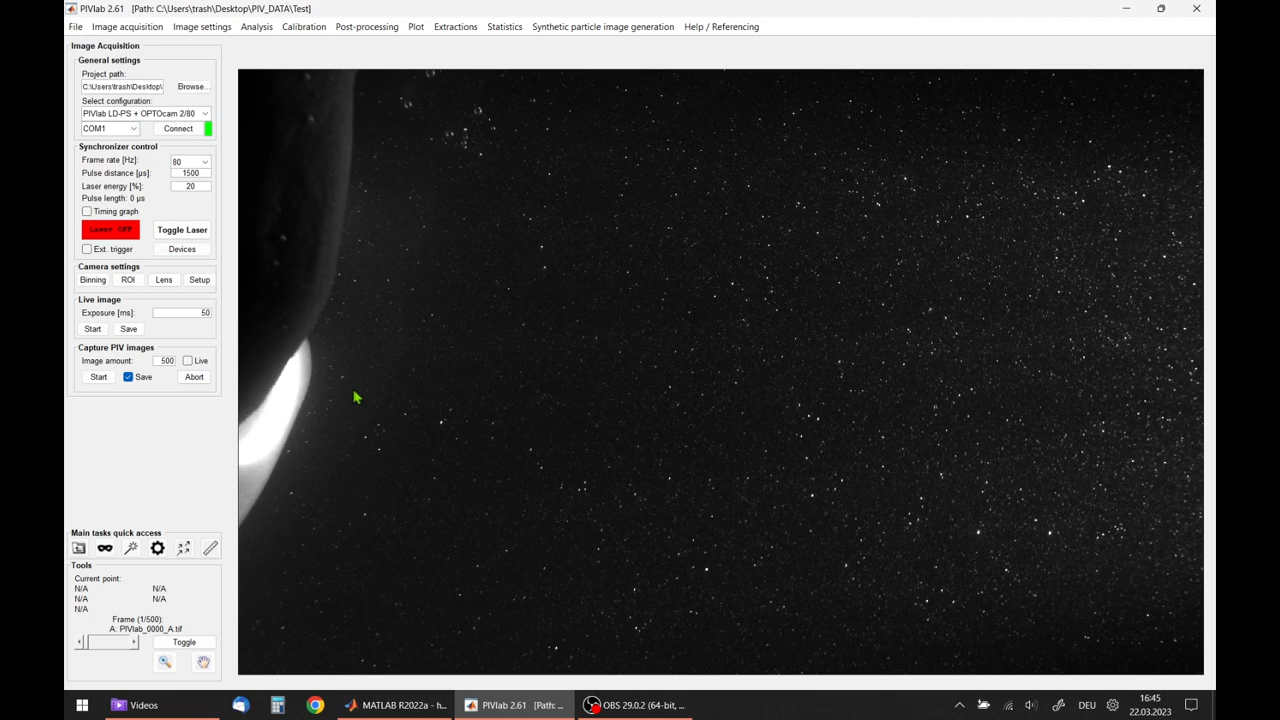 PIVlab 2.61 [Path: C:\Users\trash\Desktop\PIV_DATA\Test]
File Image acquisition Image settings Analysis Calibration Post-processing Plot Extractions Statistics Synthetic particle image generation Help / Referencing
Image Acquisition
General settings
Project path:
C:\Users\trash\Desktop\ Browse...
Select configuration:
PIVlab LD-PS + OPTOcam 2/80
COM1 Connect
Synchronizer control
Frame rate [Hz]: 80
Pulse distance [µs]: 1500
Laser energy [%]: 20
Pulse length: 0 µs
Timing graph
Laser OFF Toggle Laser
Ext. trigger Devices
Camera settings
Binning ROI Lens Setup
Live image
Exposure [ms]: 50
Start Save
Capture PIV images
Image amount: 500 Live
Start Save Abort
Main tasks quick access
Tools
Current point:
N/A N/A
N/A N/A
N/A
Frame (1/500):
A: PIVlab_0000_A.tif
Toggle
Videos MATLAB R2022a - h... PIVlab 2.61 [Path: ... OBS 29.0.2 (64-bit, ... DEU 16:45
22.03.2023